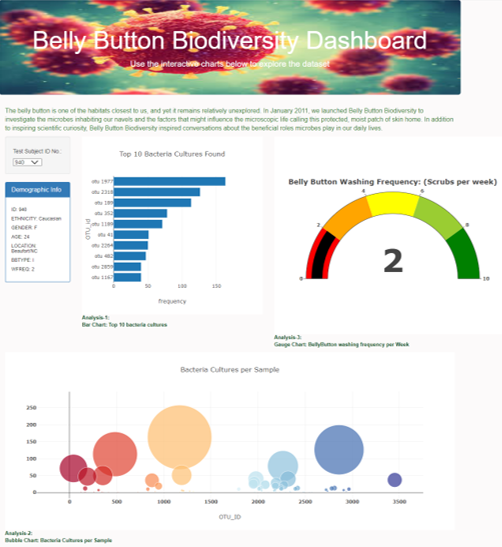 Belly Button Biodiversity Dashboard
Use the interactive charts below to explore the dataset
The belly button is one of the habitats closest to us, and yet it remains relatively unexplored. In January 2011, we launched Belly Button Biodiversity to
investigate the microbes inhabiting our navels and the factors that might influence the microscopic life calling this protected, moist patch of skin home. In addition
to inspiring scientific curiosity, Belly Button Biodiversity inspired conversations about the beneficial roles microbes play in our daily lives.
Test Subject ID No.:
940
Demographic Info
ID: 940
ETHNICITY: Caucasian
GENDER: F
AGE: 24
LOCATION:
Beaufort/NC
BBTYPE: I
WFREQ: 2
Top 10 Bacteria Cultures Found
OTU_id
otu 1977
otu 2318
otu 189
otu 352
otu 1189
otu 41
otu 2264
otu 482
otu 2859
otu 1167
0 50 100 150
Frequency
Analysis-1:
Bar Chart: Top 10 bacteria cultures
Belly Button Washing Frequency: (Scrubs per week)
0 2 4 6 8 10
2
Analysis-3:
Gauge Chart: BellyButton washing frequency per Week
Bacteria Cultures per Sample
250
200
150
100
50
0
0 500 1000 1500 2000 2500 3000 3500
OTU_ID
Analysis-2:
Bubble Chart: Bacteria Cultures per Sample